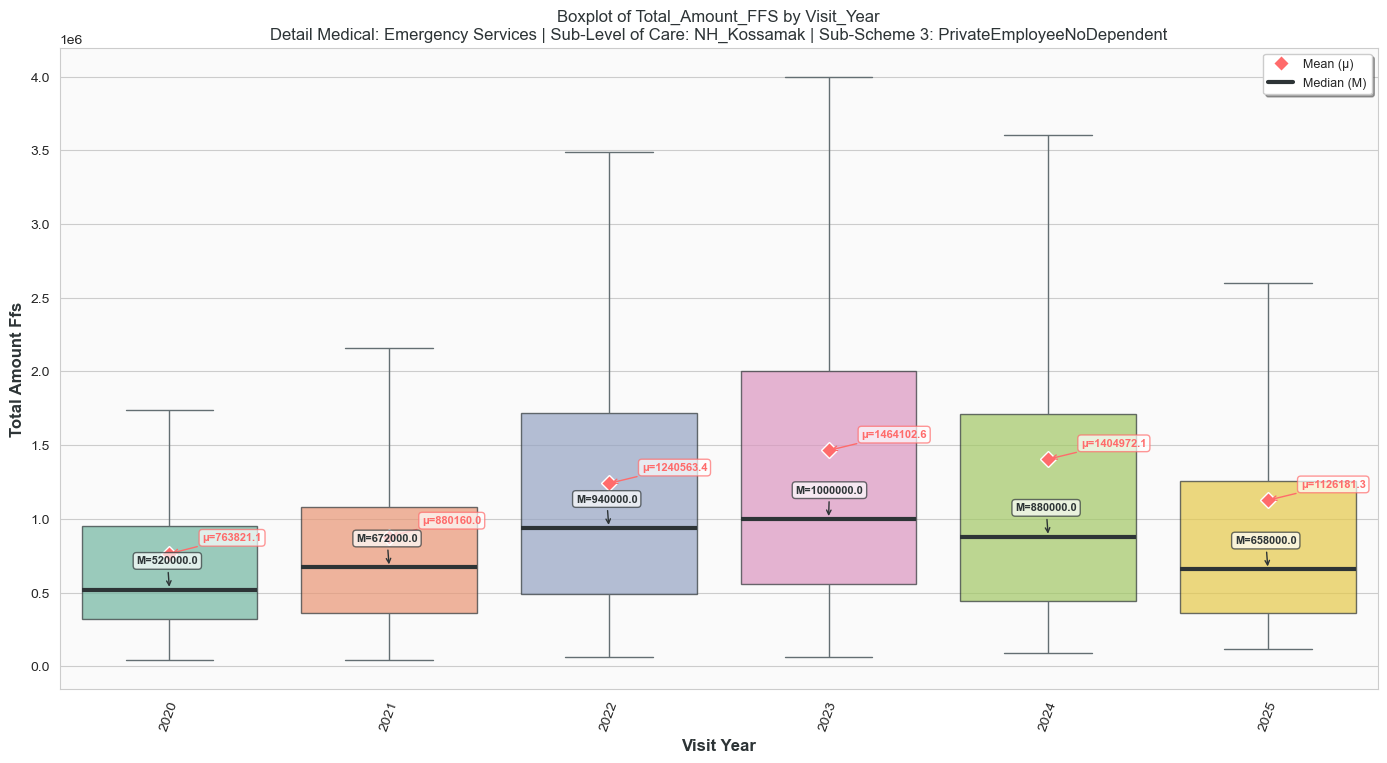 Boxplot of Total_Amount_FFS by Visit_Year
Detail Medical: Emergency Services | Sub-Level of Care: NH_Kossamak | Sub-Scheme 3: PrivateEmployeeNoDependent
1e6
Mean (μ)
Median (M)
4.0
3.5
3.0
2.5
2.0
1.5
1.0
0.5
0.0
Total Amount Ffs
μ=763821.1
M=520000.0
μ=880160.0
M=672000.0
μ=1240563.4
M=940000.0
μ=1464102.6
M=1000000.0
μ=1404972.1
M=880000.0
μ=1126181.3
M=658000.0
2020
2021
2022
2023
2024
2025
Visit Year